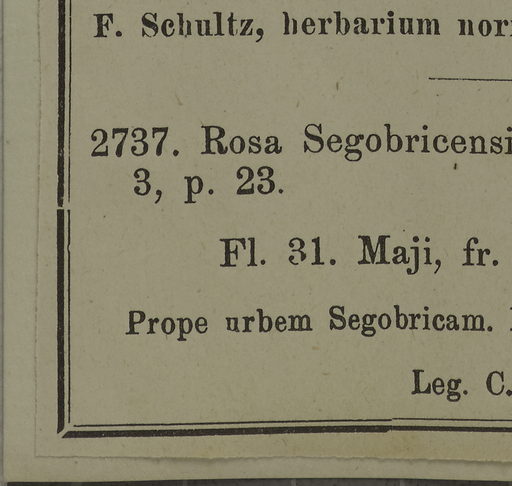 F. Schultz, herbarium nor
2737. Rosa Segobricensi
3, p. 23.
Fl. 31. Maji, fr.
Prope urbem Segobricam.
Leg. C.